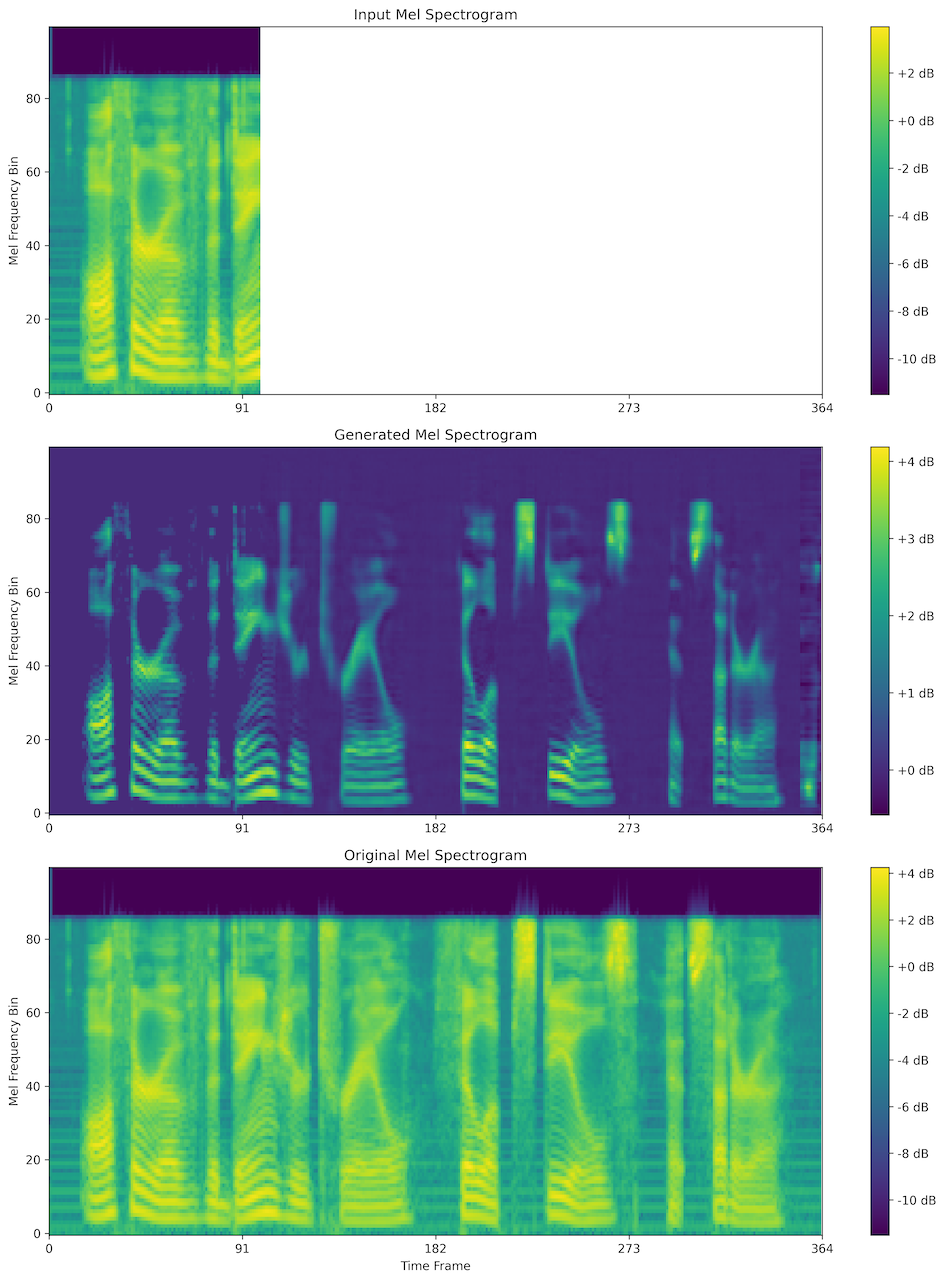 Input Mel Spectrogram
Mel Frequency Bin
80
60
40
20
0
0 91 182 273 364
+2 dB
+0 dB
-2 dB
-4 dB
-6 dB
-8 dB
-10 dB
Generated Mel Spectrogram
Mel Frequency Bin
80
60
40
20
0
0 91 182 273 364
+4 dB
+3 dB
+2 dB
+1 dB
+0 dB
Original Mel Spectrogram
Mel Frequency Bin
80
60
40
20
0
0 91 182 273 364
Time Frame
+4 dB
+2 dB
+0 dB
-2 dB
-4 dB
-6 dB
-8 dB
-10 dB